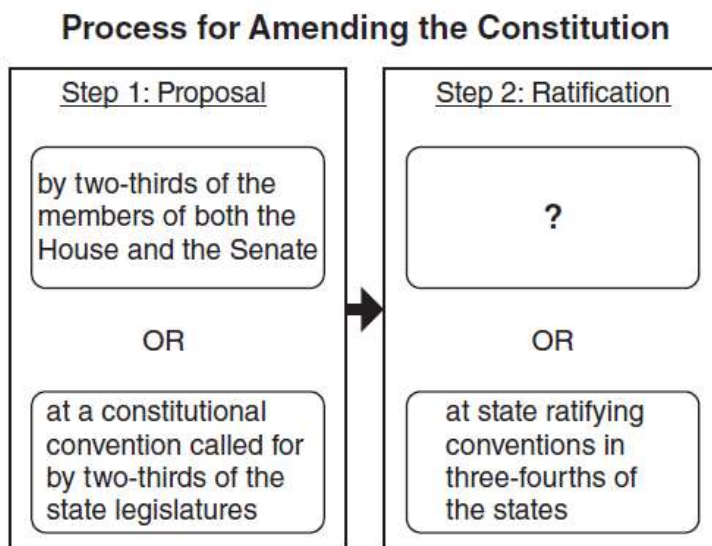 Process for Amending the Constitution
Step 1: Proposal
by two-thirds of the
members of both the
House and the Senate
OR
at a constitutional
convention called for
by two-thirds of the
state legislatures
Step 2: Ratification
?
OR
at state ratifying
conventions in
three-fourths of
the states